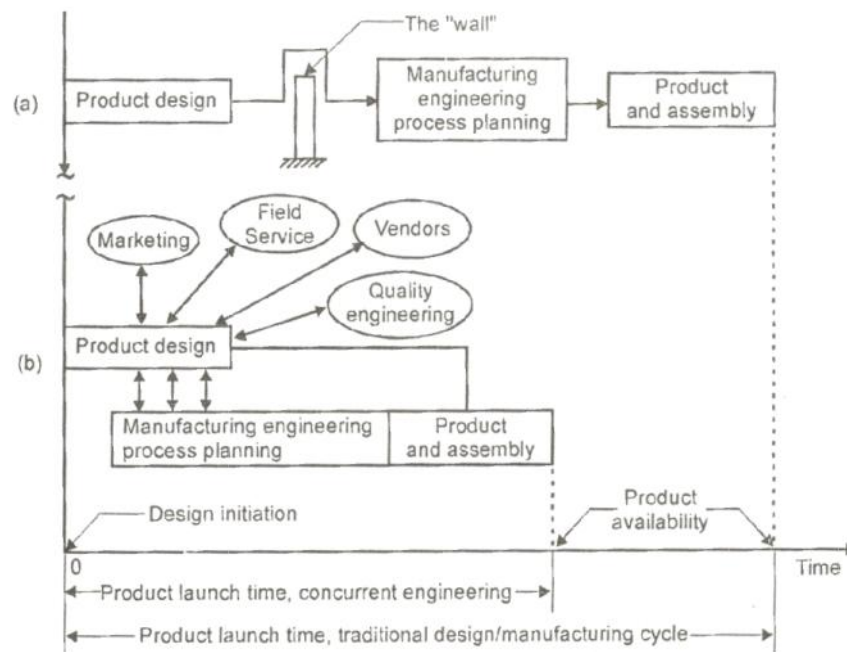 The "wall"
(a)
Product design
Manufacturing
engineering
process planning
Product
and assembly
Marketing
Field
Service
Vendors
Quality
engineering
(b)
Product design
Manufacturing engineering
process planning
Product
and assembly
Design initiation
Product
availability
0
Time
Product launch time, concurrent engineering
Product launch time, traditional design/manufacturing cycle